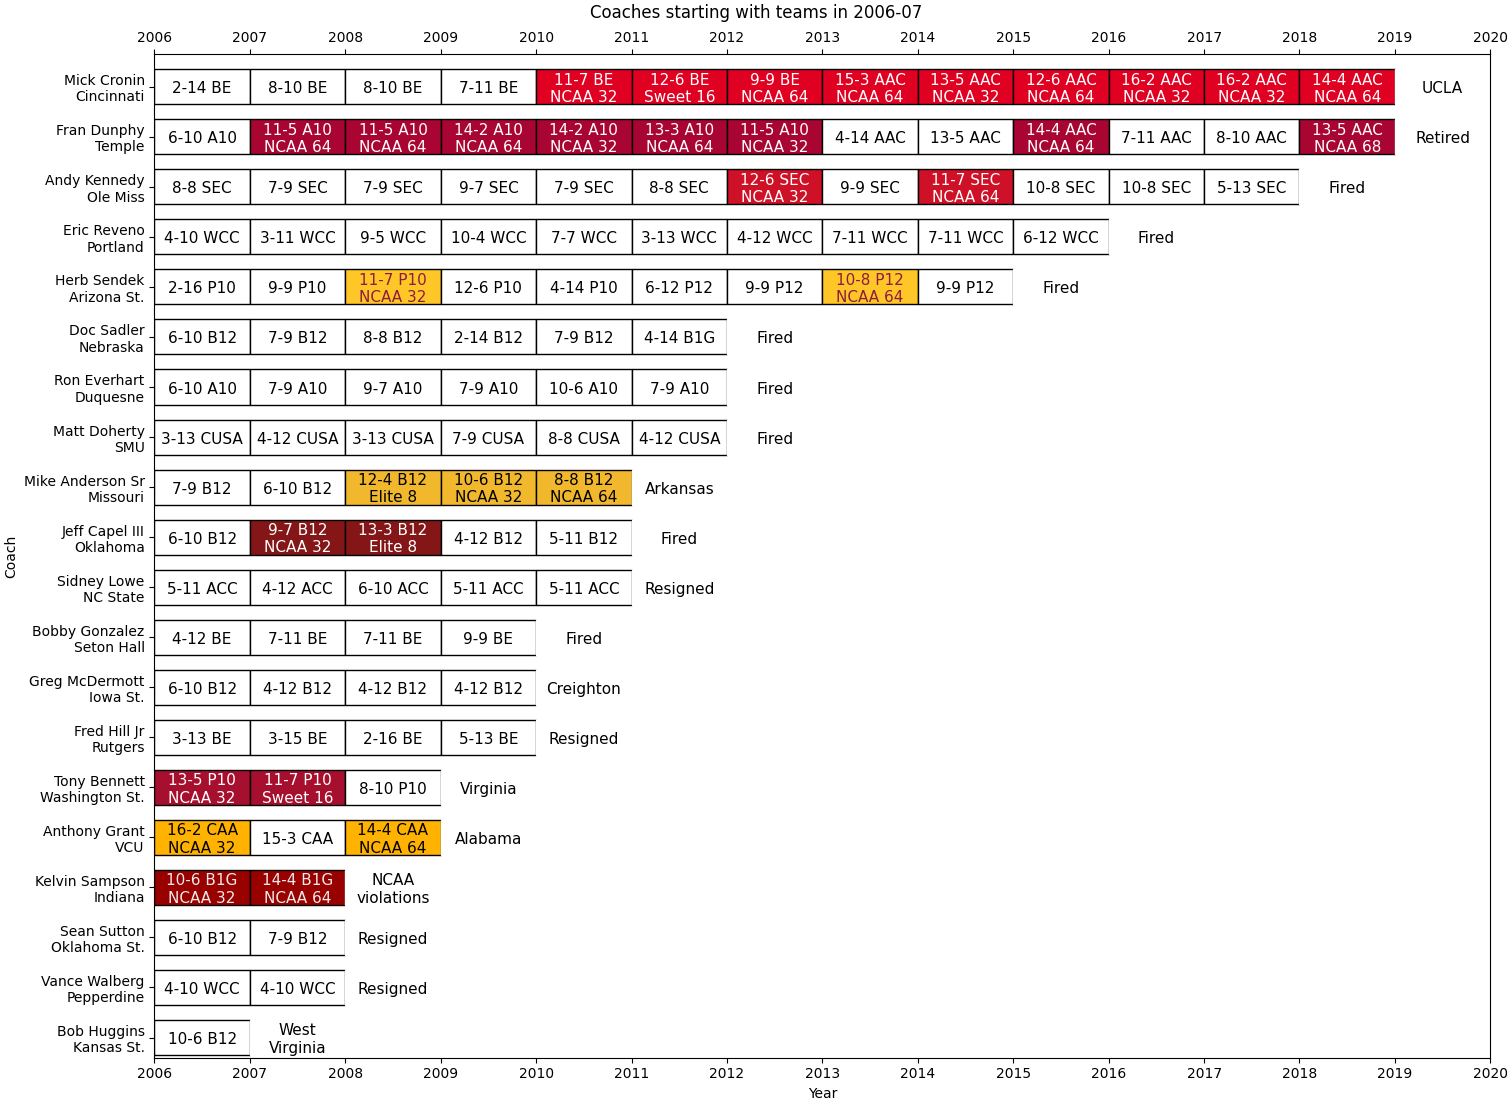 Coaches starting with teams in 2006-07
2006 2007 2008 2009 2010 2011 2012 2013 2014 2015 2016 2017 2018 2019 2020
Mick Cronin
Cincinnati
2-14 BE
8-10 BE
8-10 BE
7-11 BE
11-7 BE
NCAA 32
12-6 BE
Sweet 16
9-9 BE
NCAA 64
15-3 AAC
NCAA 64
13-5 AAC
NCAA 32
12-6 AAC
NCAA 64
16-2 AAC
NCAA 32
16-2 AAC
NCAA 32
14-4 AAC
NCAA 64
UCLA
Fran Dunphy
Temple
6-10 A10
11-5 A10
NCAA 64
11-5 A10
NCAA 64
14-2 A10
NCAA 64
14-2 A10
NCAA 32
13-3 A10
NCAA 64
11-5 A10
NCAA 32
4-14 AAC
13-5 AAC
14-4 AAC
NCAA 64
7-11 AAC
8-10 AAC
13-5 AAC
NCAA 68
Retired
Andy Kennedy
Ole Miss
8-8 SEC
7-9 SEC
7-9 SEC
9-7 SEC
7-9 SEC
8-8 SEC
12-6 SEC
NCAA 32
9-9 SEC
11-7 SEC
NCAA 64
10-8 SEC
10-8 SEC
5-13 SEC
Fired
Eric Reveno
Portland
4-10 WCC
3-11 WCC
9-5 WCC
10-4 WCC
7-7 WCC
3-13 WCC
4-12 WCC
7-11 WCC
7-11 WCC
6-12 WCC
Fired
Herb Sendek
Arizona St.
2-16 P10
9-9 P10
11-7 P10
NCAA 32
12-6 P10
4-14 P10
6-12 P12
9-9 P12
10-8 P12
NCAA 64
9-9 P12
Fired
Doc Sadler
Nebraska
6-10 B12
7-9 B12
8-8 B12
2-14 B12
7-9 B12
4-14 B1G
Fired
Ron Everhart
Duquesne
6-10 A10
7-9 A10
9-7 A10
7-9 A10
10-6 A10
7-9 A10
Fired
Matt Doherty
SMU
3-13 CUSA
4-12 CUSA
3-13 CUSA
7-9 CUSA
8-8 CUSA
4-12 CUSA
Fired
Mike Anderson Sr
Missouri
7-9 B12
6-10 B12
12-4 B12
Elite 8
10-6 B12
NCAA 32
8-8 B12
NCAA 64
Arkansas
Jeff Capel III
Oklahoma
6-10 B12
9-7 B12
NCAA 32
13-3 B12
Elite 8
4-12 B12
5-11 B12
Fired
Sidney Lowe
NC State
5-11 ACC
4-12 ACC
6-10 ACC
5-11 ACC
5-11 ACC
Resigned
Bobby Gonzalez
Seton Hall
4-12 BE
7-11 BE
7-11 BE
9-9 BE
Fired
Greg McDermott
Iowa St.
6-10 B12
4-12 B12
4-12 B12
4-12 B12
Creighton
Fred Hill Jr
Rutgers
3-13 BE
3-15 BE
2-16 BE
5-13 BE
Resigned
Tony Bennett
Washington St.
13-5 P10
NCAA 32
11-7 P10
Sweet 16
8-10 P10
Virginia
Anthony Grant
VCU
16-2 CAA
NCAA 32
15-3 CAA
14-4 CAA
NCAA 64
Alabama
Kelvin Sampson
Indiana
10-6 B1G
NCAA 32
14-4 B1G
NCAA 64
NCAA
violations
Sean Sutton
Oklahoma St.
6-10 B12
7-9 B12
Resigned
Vance Walberg
Pepperdine
4-10 WCC
4-10 WCC
Resigned
Bob Huggins
Kansas St.
10-6 B12
West
Virginia
Coach
2006 2007 2008 2009 2010 2011 2012 2013 2014 2015 2016 2017 2018 2019 2020
Year